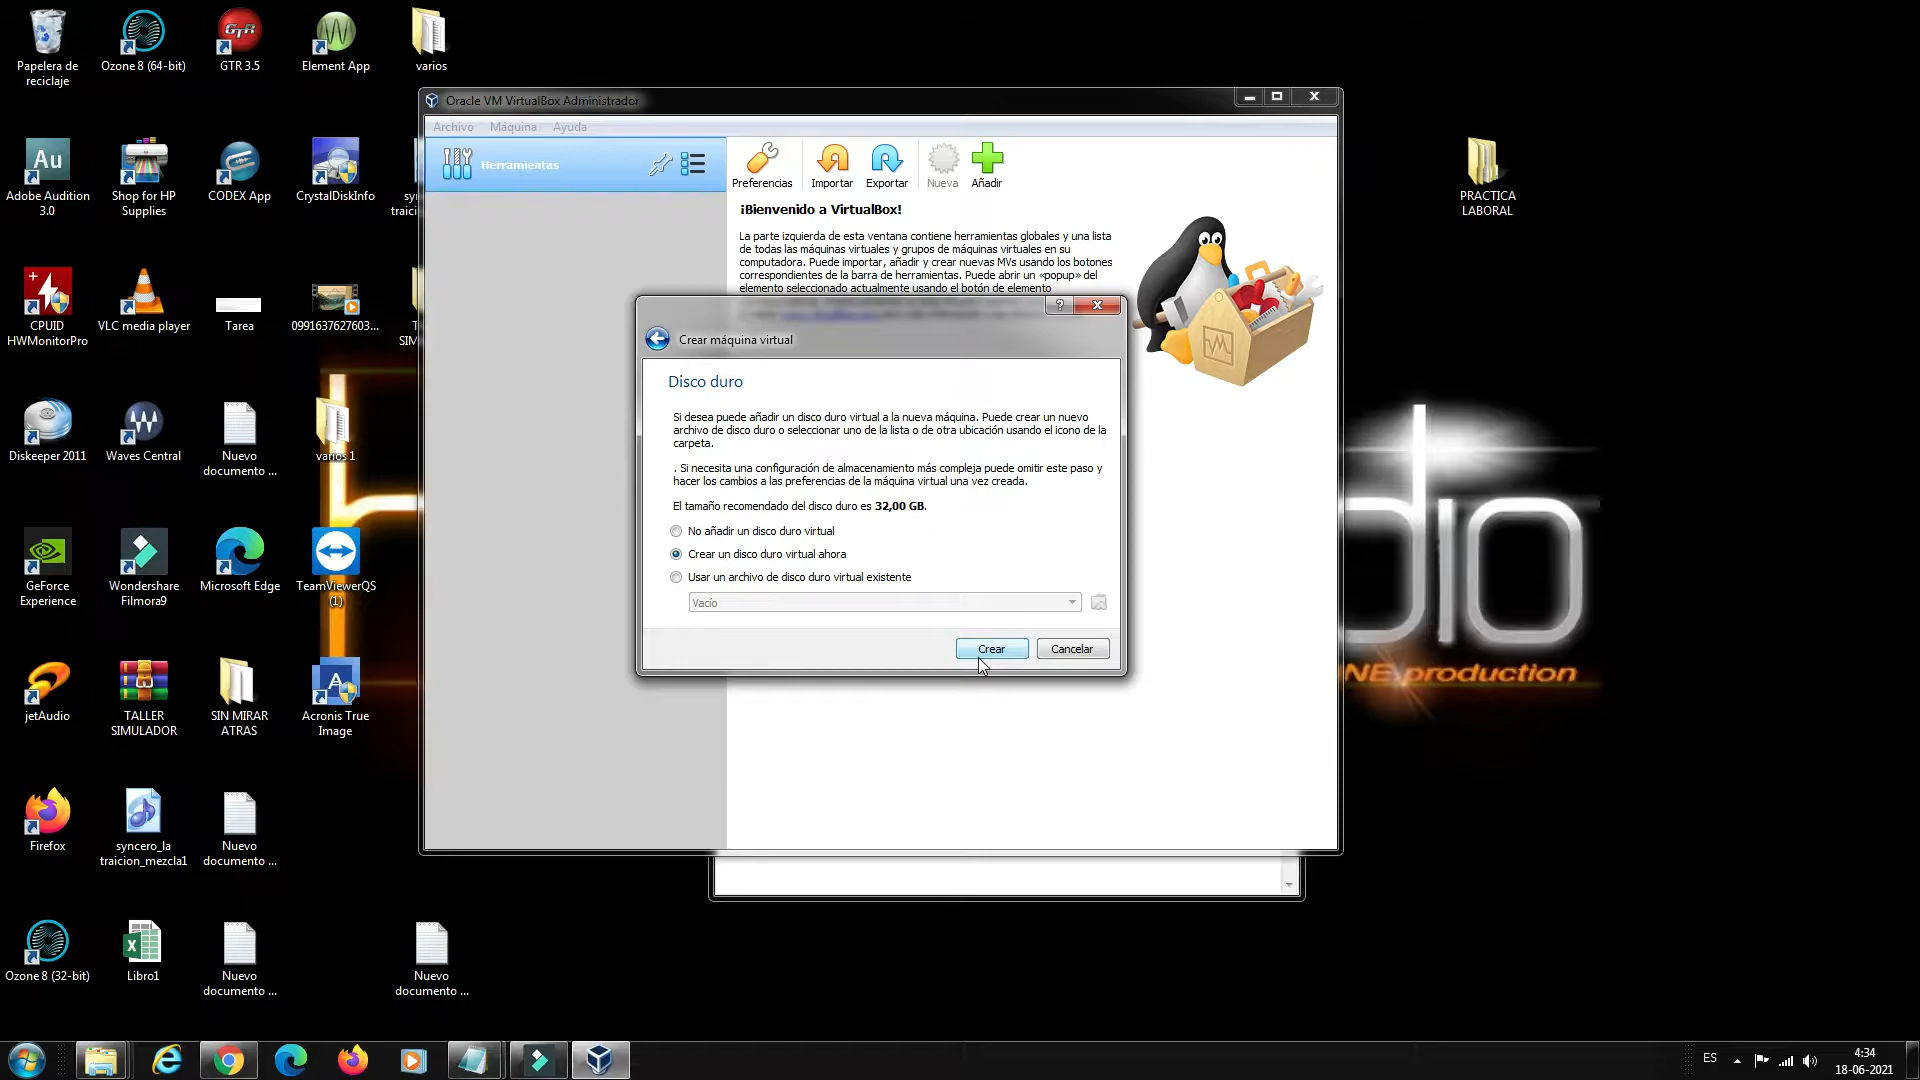 Papelera de
reciclaje
Ozone 8 (64-bit)
GTR 3.5
Element App
varios
Adobe Audition
3.0
Shop for HP
Supplies
CODEX App
CrystalDiskInfo
CPUID
HWMonitorPro
VLC media player
Tarea
0991637627603...
Diskeeper 2011
Waves Central
Nuevo
documento ...
varios 1
GeForce
Experience
Wondershare
Filmora9
Microsoft Edge
TeamViewerQS
(1)
jetAudio
TALLER
SIMULADOR
SIN MIRAR
ATRAS
Acronis True
Image
Firefox
syncero_la
traicion_mezcla1
Nuevo
documento ...
Ozone 8 (32-bit)
Libro1
Nuevo
documento ...
Nuevo
documento ...
PRACTICA
LABORAL
Oracle VM VirtualBox Administrador
Archivo Máquina Ayuda
Herramientas
Preferencias
Importar
Exportar
Nueva
Añadir
¡Bienvenido a VirtualBox!
La parte izquierda de esta ventana contiene herramientas globales y una lista
de todas las máquinas virtuales y grupos de máquinas virtuales en su
computadora. Puede importar, añadir y crear nuevas MVs usando los botones
correspondientes de la barra de herramientas. Puede abrir un «popup» del
elemento seleccionado actualmente usando el botón de elemento
Crear máquina virtual
Disco duro
Si desea puede añadir un disco duro virtual a la nueva máquina. Puede crear un nuevo
archivo de disco duro o seleccionar uno de la lista o de otra ubicación usando el icono de la
carpeta.
. Si necesita una configuración de almacenamiento más compleja puede omitir este paso y
hacer los cambios a las preferencias de la máquina virtual una vez creada.
El tamaño recomendado del disco duro es 32,00 GB.
No añadir un disco duro virtual
Crear un disco duro virtual ahora
Usar un archivo de disco duro virtual existente
Vacío
Crear
Cancelar
dio
NE production
ES
4:34
18-06-2021